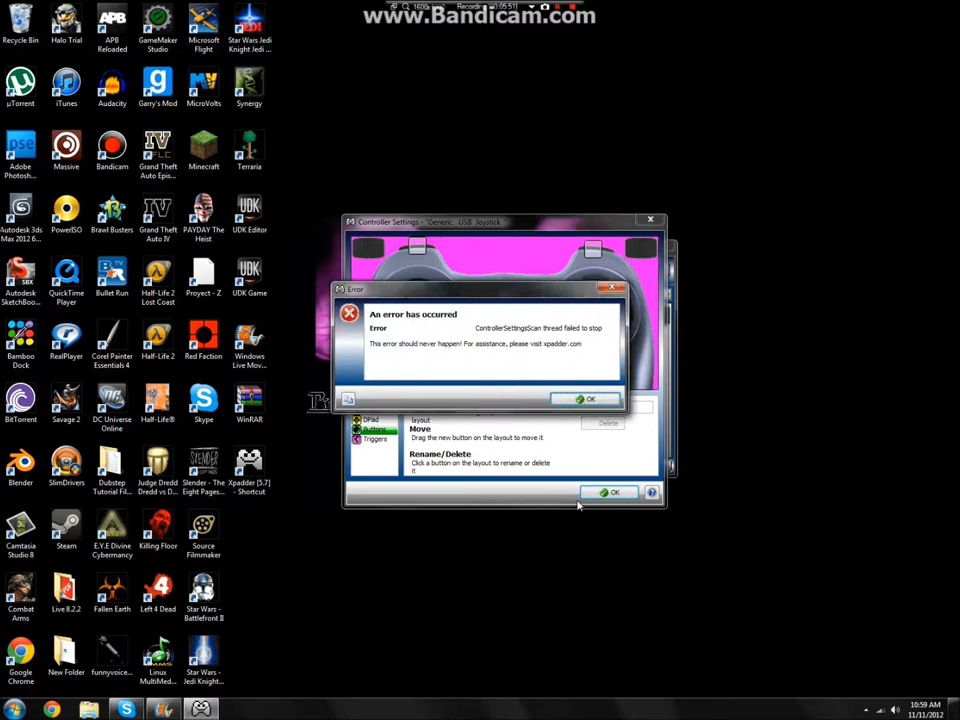 www.Bandicam.com
Recording [00:05:51]
Recycle Bin
Halo Trial
APB Reloaded
GameMaker Studio
Microsoft Flight
Star Wars Jedi Knight Jedi ...
µTorrent
iTunes
Audacity
Garry's Mod
MicroVolts
Synergy
Adobe Photosh...
Massive
Bandicam
Grand Theft Auto Epis...
Minecraft
Terraria
Autodesk 3ds Max 2012 6...
PowerISO
Brawl Busters
Grand Theft Auto IV
PAYDAY The Heist
UDK Editor
Autodesk SketchBoo...
QuickTime Player
Bullet Run
Half-Life 2 Lost Coast
Proyect - Z
UDK Game
Bamboo Dock
RealPlayer
Corel Painter Essentials 4
Half-Life 2
Red Faction
Windows Live Mov...
BitTorrent
Savage 2
DC Universe Online
Half-Life®
Skype
WinRAR
Blender
SlimDrivers
Dubstep Tutorial Fil...
Judge Dredd Dredd vs D...
Slender - The Eight Pages...
Xpadder [5.7] - Shortcut
Camtasia Studio 8
Steam
E.Y.E Divine Cybermancy
Killing Floor
Source Filmmaker
Combat Arms
Live 8.2.2
Fallen Earth
Left 4 Dead
Star Wars - Battlefront II
Google Chrome
New Folder
funnyvoice...
Linux MultiMed...
Star Wars - Jedi Knight...
Controller Settings - "Generic USB Joystick
Error
An error has occurred
Error ControllerSettingsScan thread failed to stop
This error should never happen! For assistance, please visit xpadder.com
OK
DPad
Buttons
Triggers
layout
Move
Drag the new button on the layout to move it
Rename/Delete
Click a button on the layout to rename or delete
it
Delete
OK
10:59 AM
11/11/2012